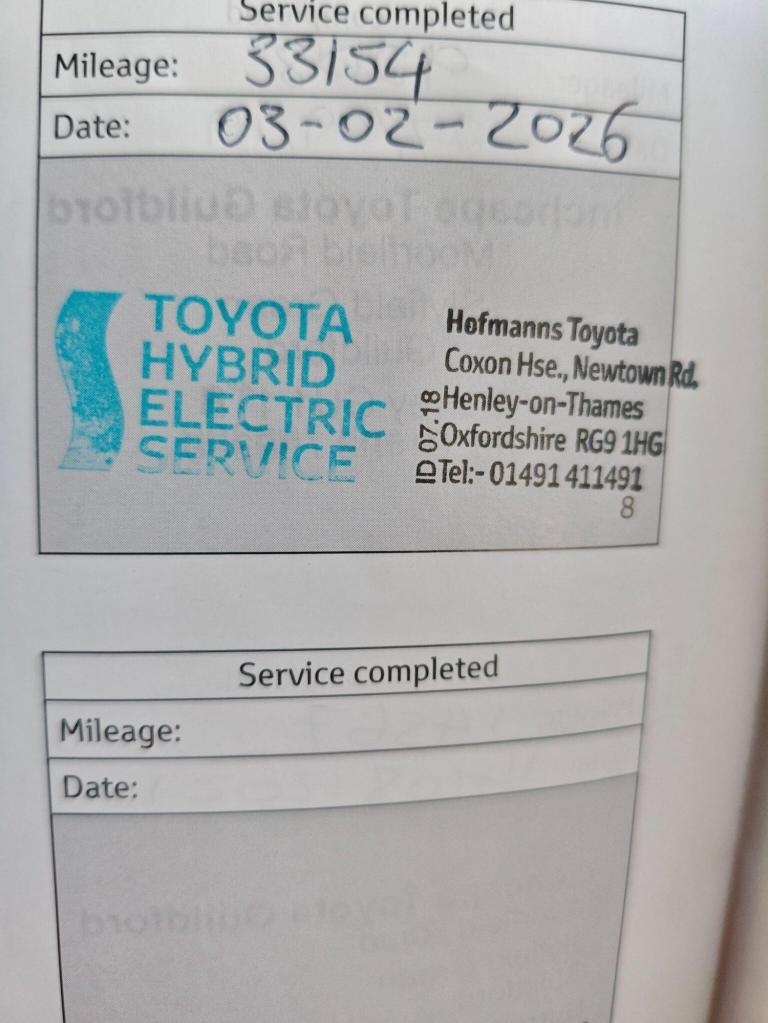 Service completed
Mileage: 33154
Date: 03-02-2026
TOYOTA
HYBRID
ELECTRIC
SERVICE
Hofmanns Toyota
Coxon Hse., Newtown Rd.
Henley-on-Thames
Oxfordshire RG9 1HG
Tel:- 01491 411491
ID 07.18
8
Service completed
Mileage:
Date: